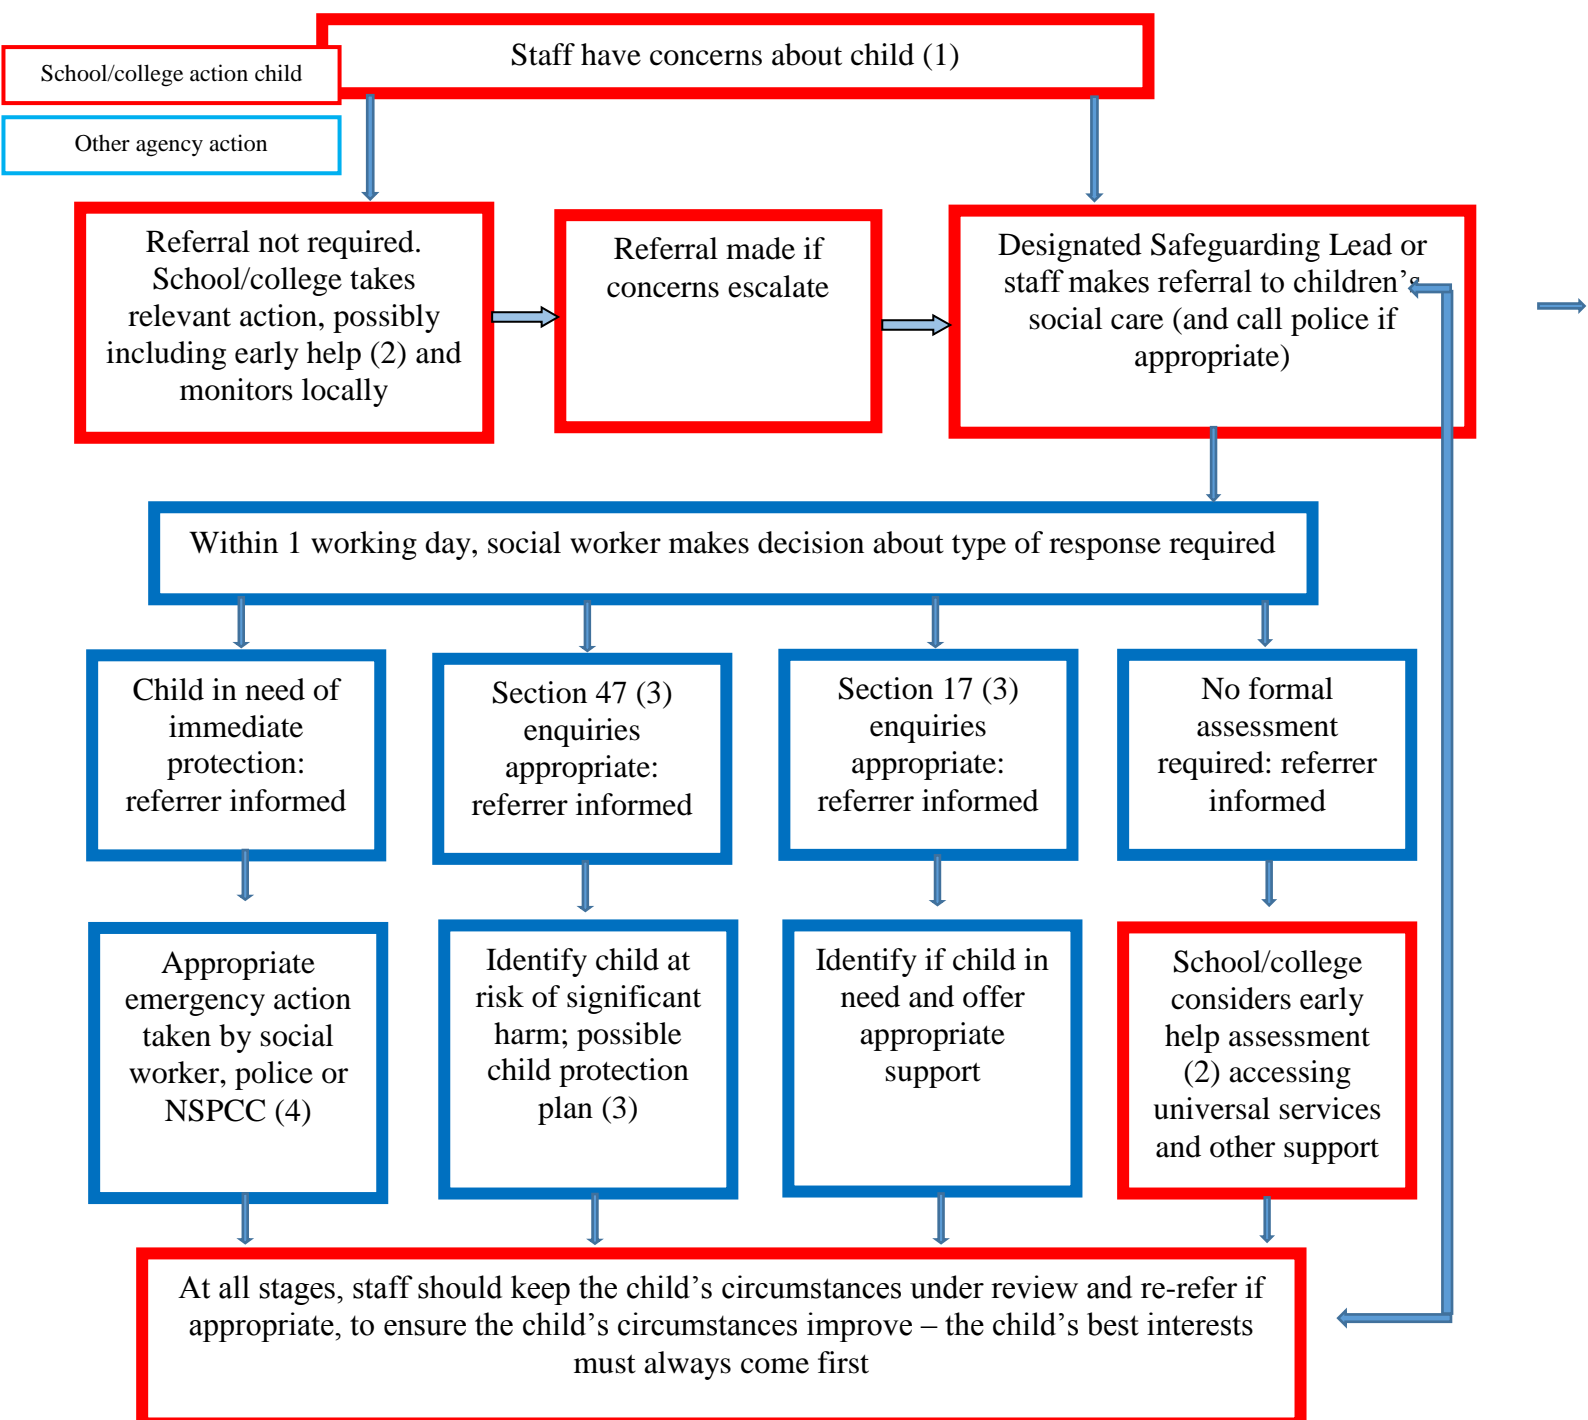 Staff have concerns about child (1)
School/college action child
Other agency action
Referral not required.
School/college takes
relevant action, possibly
including early help (2) and
monitors locally
Referral made if
concerns escalate
Designated Safeguarding Lead or
staff makes referral to children’s
social care (and call police if
appropriate)
Within 1 working day, social worker makes decision about type of response required
Child in need of
immediate
protection:
referrer informed
Section 47 (3)
enquiries
appropriate:
referrer informed
Section 17 (3)
enquiries
appropriate:
referrer informed
No formal
assessment
required: referrer
informed
Appropriate
emergency action
taken by social
worker, police or
NSPCC (4)
Identify child at
risk of significant
harm; possible
child protection
plan (3)
Identify if child in
need and offer
appropriate
support
School/college
considers early
help assessment
(2) accessing
universal services
and other support
At all stages, staff should keep the child’s circumstances under review and re-refer if
appropriate, to ensure the child’s circumstances improve – the child’s best interests
must always come first